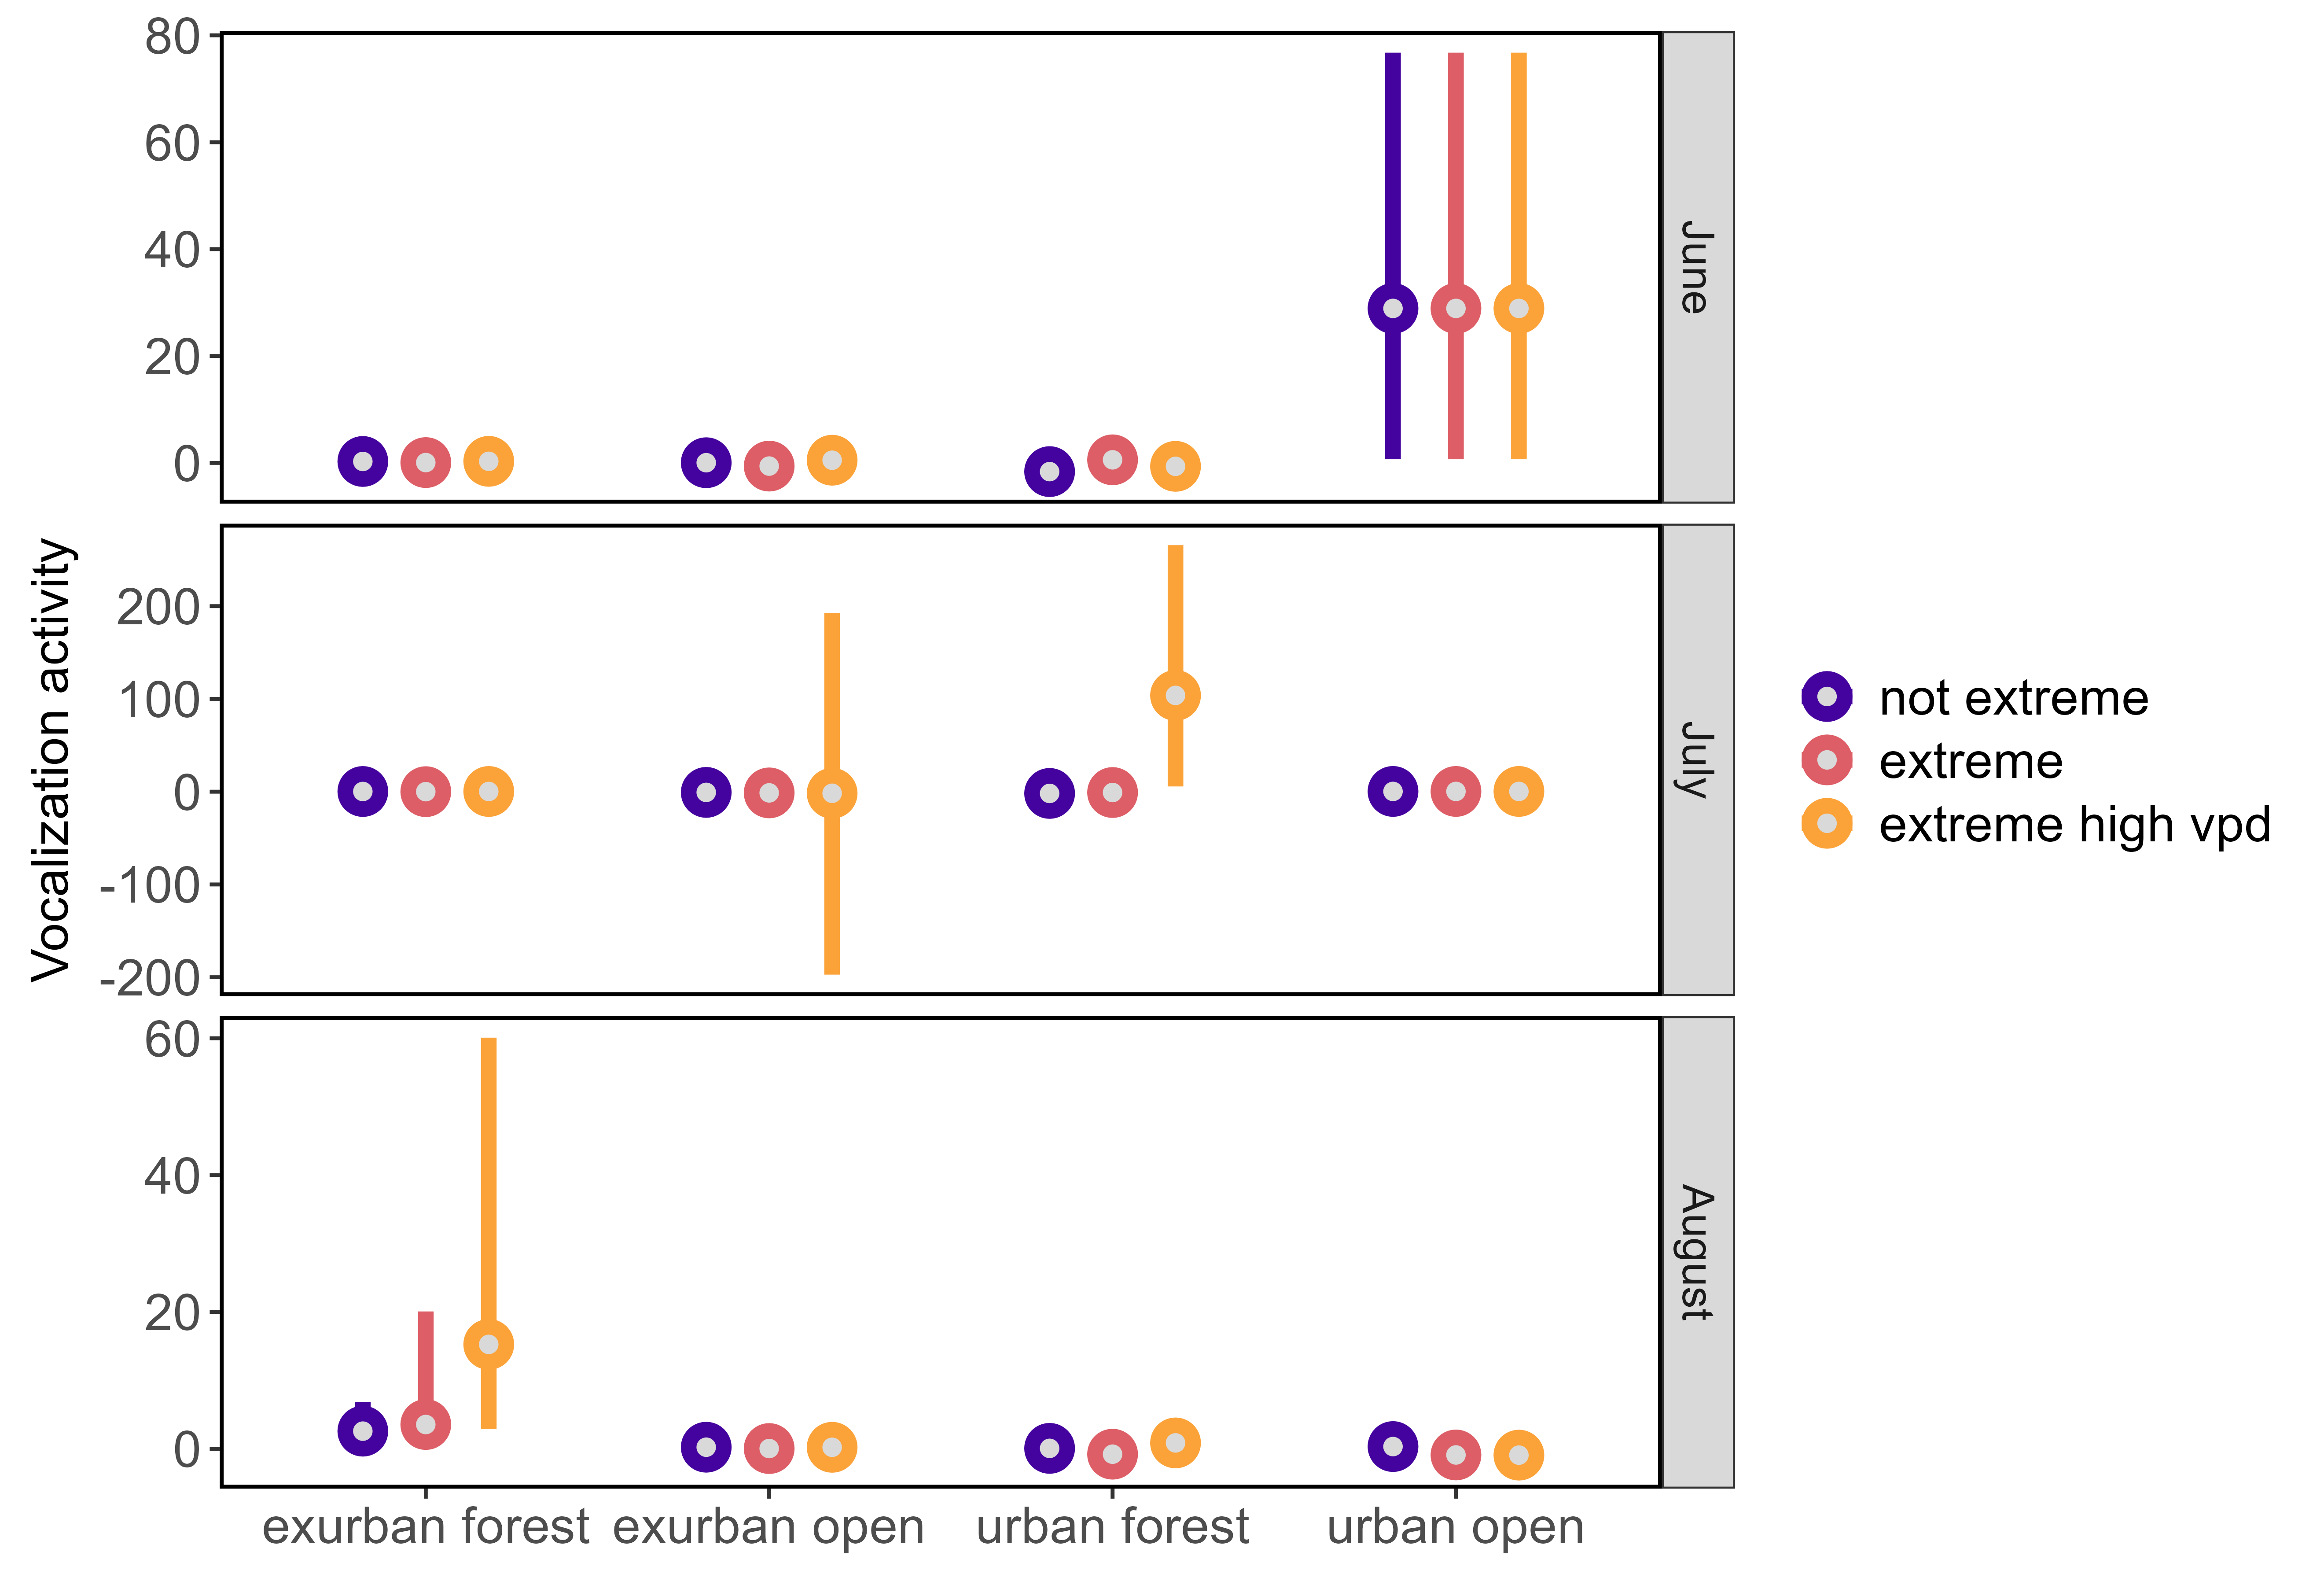 80
60
40
20
0
June
Vocalization activity
200
100
0
-100
-200
July
not extreme
extreme
extreme high vpd
60
40
20
0
August
exurban forest exurban open urban forest urban open